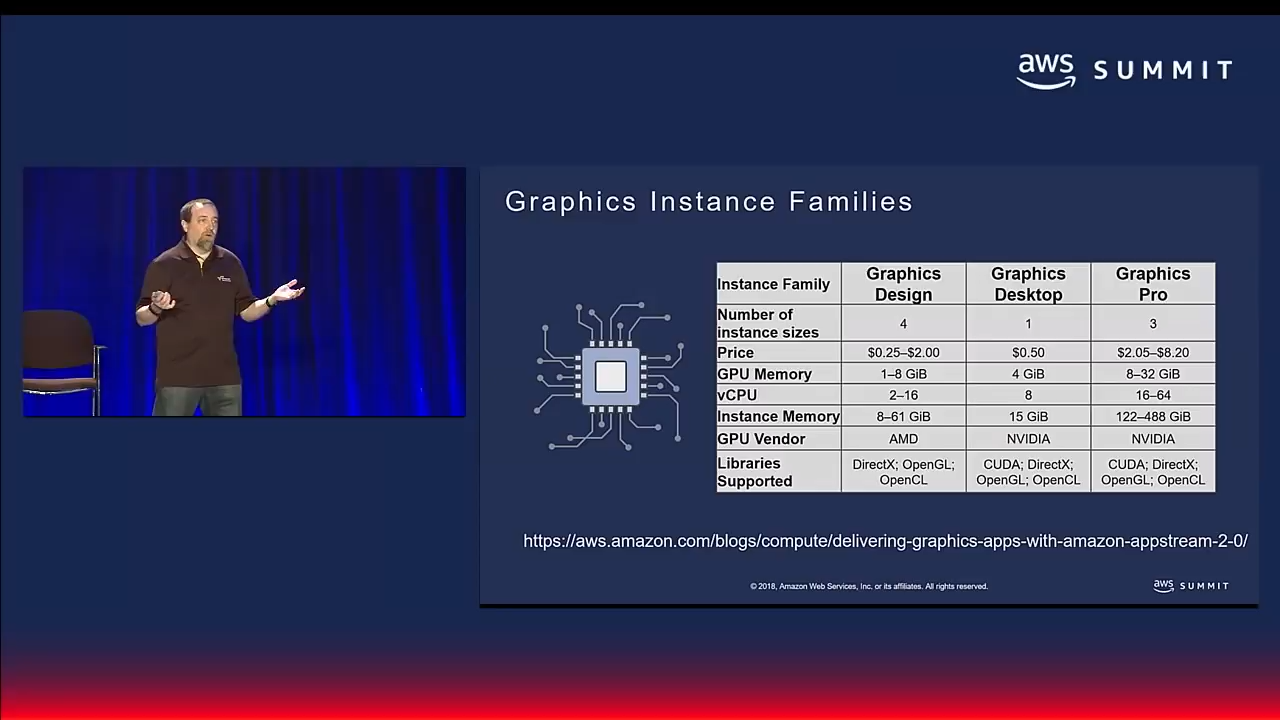 aws SUMMIT
Graphics Instance Families
Instance Family
Graphics
Design
Graphics
Desktop
Graphics
Pro
Number of
instance sizes
4
1
3
Price
$0.25–$2.00
$0.50
$2.05–$8.20
GPU Memory
1–8 GiB
4 GiB
8–32 GiB
vCPU
2–16
8
16–64
Instance Memory
8–61 GiB
15 GiB
122–488 GiB
GPU Vendor
AMD
NVIDIA
NVIDIA
Libraries
Supported
DirectX; OpenGL;
OpenCL
CUDA; DirectX;
OpenGL; OpenCL
CUDA; DirectX;
OpenGL; OpenCL
https://aws.amazon.com/blogs/compute/delivering-graphics-apps-with-amazon-appstream-2-0/
© 2018, Amazon Web Services, Inc. or its affiliates. All rights reserved.
aws SUMMIT